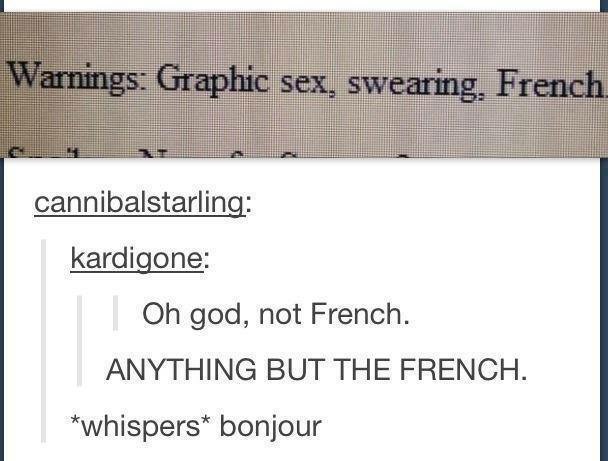 Warnings: Graphic sex, swearing, French.
cannibalstarling:
kardigone:
Oh god, not French.
ANYTHING BUT THE FRENCH.
*whispers* bonjour